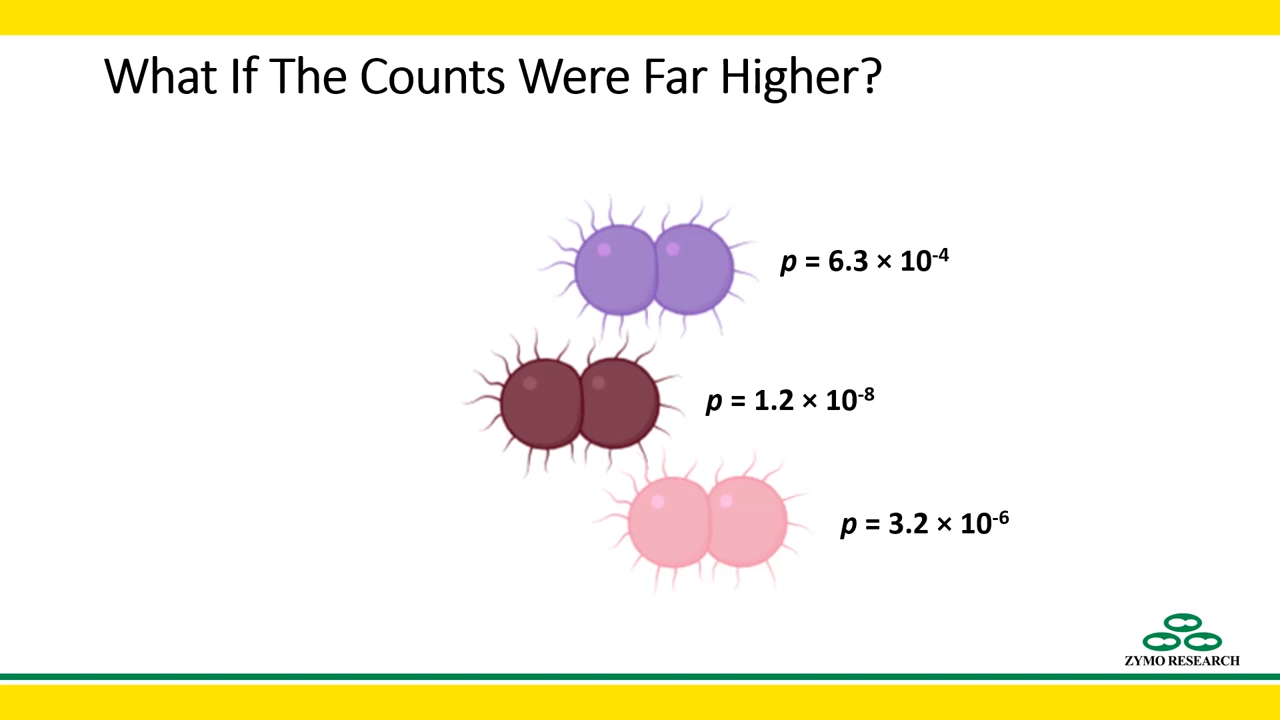 What If The Counts Were Far Higher?
p = 6.3 × 10⁻⁴
p = 1.2 × 10⁻⁸
p = 3.2 × 10⁻⁶
ZYMO RESEARCH